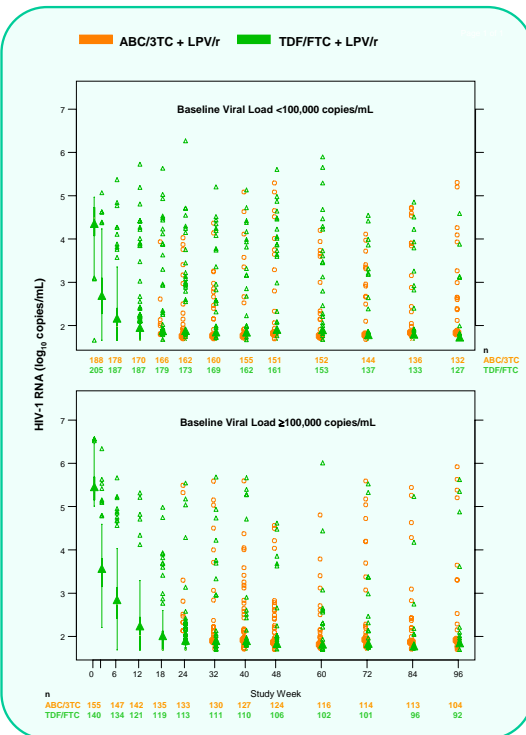 ABC/3TC + LPV/r TDF/FTC + LPV/r
Baseline Viral Load <100,000 copies/mL
7
6
5
4
3
2
n
188 178 170 166 162 160 155 151 152 144 136 132 ABC/3TC
205 187 187 179 173 169 162 161 153 137 133 127 TDF/FTC
HIV-1 RNA (log10 copies/mL)
Baseline Viral Load ≥100,000 copies/mL
7
6
5
4
3
2
0 6 12 18 24 32 40 48 60 72 84 96
n Study Week
ABC/3TC 155 147 142 135 133 130 127 124 116 114 113 104
TDF/FTC 140 134 121 119 113 111 110 106 102 101 96 92